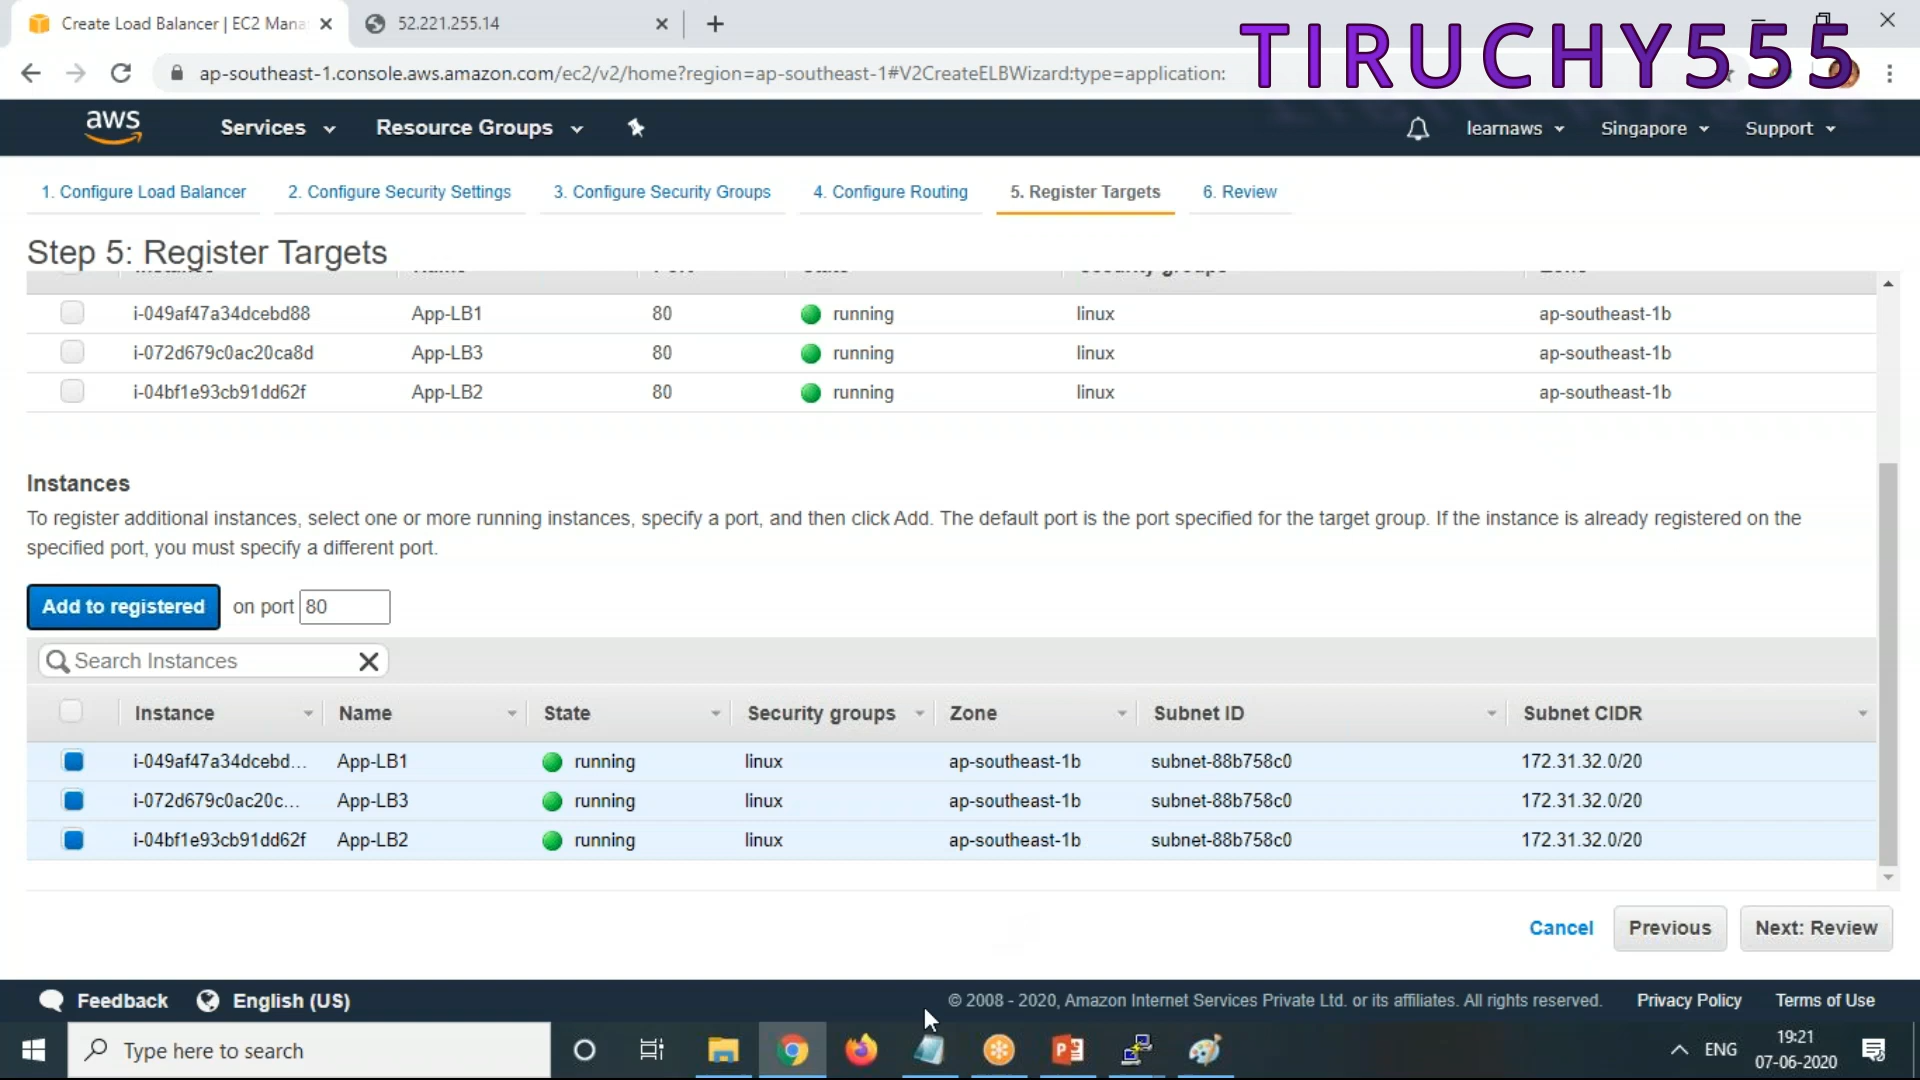 Create Load Balancer | EC2 Mana
52.221.255.14
TIRUCHY555
ap-southeast-1.console.aws.amazon.com/ec2/v2/home?region=ap-southeast-1#V2CreateELBWizard:type=application:
aws
Services
Resource Groups
learnaws
Singapore
Support
1. Configure Load Balancer
2. Configure Security Settings
3. Configure Security Groups
4. Configure Routing
5. Register Targets
6. Review
Step 5: Register Targets
i-049af47a34dcebd88 App-LB1 80 running linux ap-southeast-1b
i-072d679c0ac20ca8d App-LB3 80 running linux ap-southeast-1b
i-04bf1e93cb91dd62f App-LB2 80 running linux ap-southeast-1b
Instances
To register additional instances, select one or more running instances, specify a port, and then click Add. The default port is the port specified for the target group. If the instance is already registered on the
specified port, you must specify a different port.
Add to registered on port 80
Search Instances
Instance Name State Security groups Zone Subnet ID Subnet CIDR
i-049af47a34dcebd... App-LB1 running linux ap-southeast-1b subnet-88b758c0 172.31.32.0/20
i-072d679c0ac20c... App-LB3 running linux ap-southeast-1b subnet-88b758c0 172.31.32.0/20
i-04bf1e93cb91dd62f App-LB2 running linux ap-southeast-1b subnet-88b758c0 172.31.32.0/20
Cancel Previous Next: Review
Feedback English (US) © 2008 - 2020, Amazon Internet Services Private Ltd. or its affiliates. All rights reserved. Privacy Policy Terms of Use
Type here to search
ENG
19:21
07-06-2020